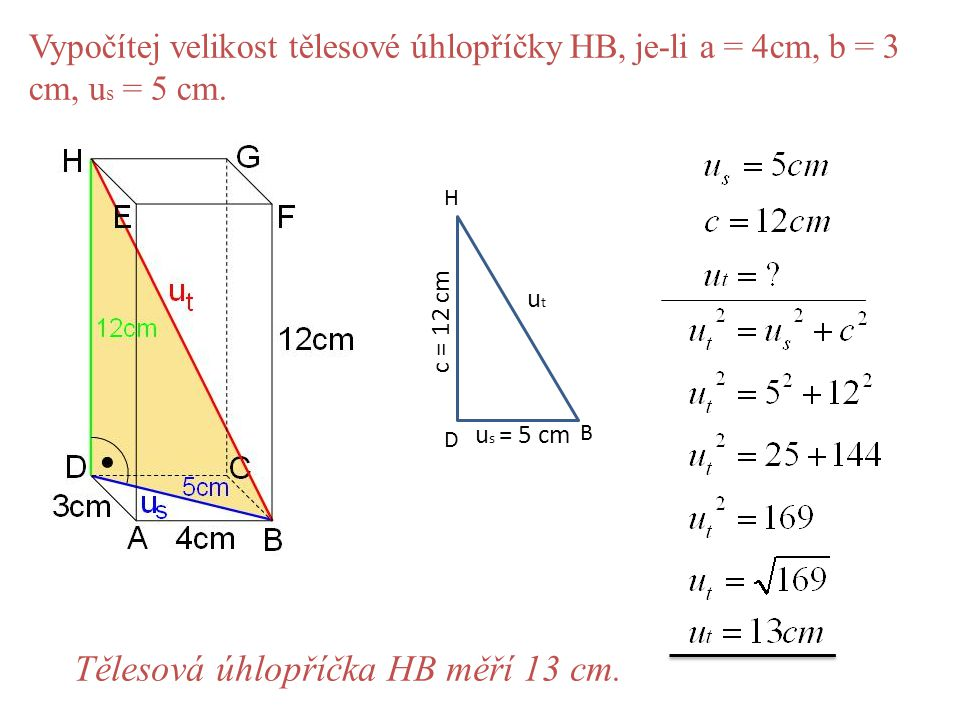 Vypočítej velikost tělesové úhlopříčky HB, je-li a = 4cm, b = 3
cm, uₛ = 5 cm.
H
G
E
F
uₜ
12cm
12cm
D
C
5cm
3cm
uₛ
A
4cm
B
H
c = 12 cm
uₜ
D
uₛ = 5 cm
B
uₛ = 5cm
c = 12cm
uₜ = ?
uₜ² = uₛ² + c²
uₜ² = 5² + 12²
uₜ² = 25 + 144
uₜ² = 169
uₜ = √169
uₜ = 13cm
Tělesová úhlopříčka HB měří 13 cm.